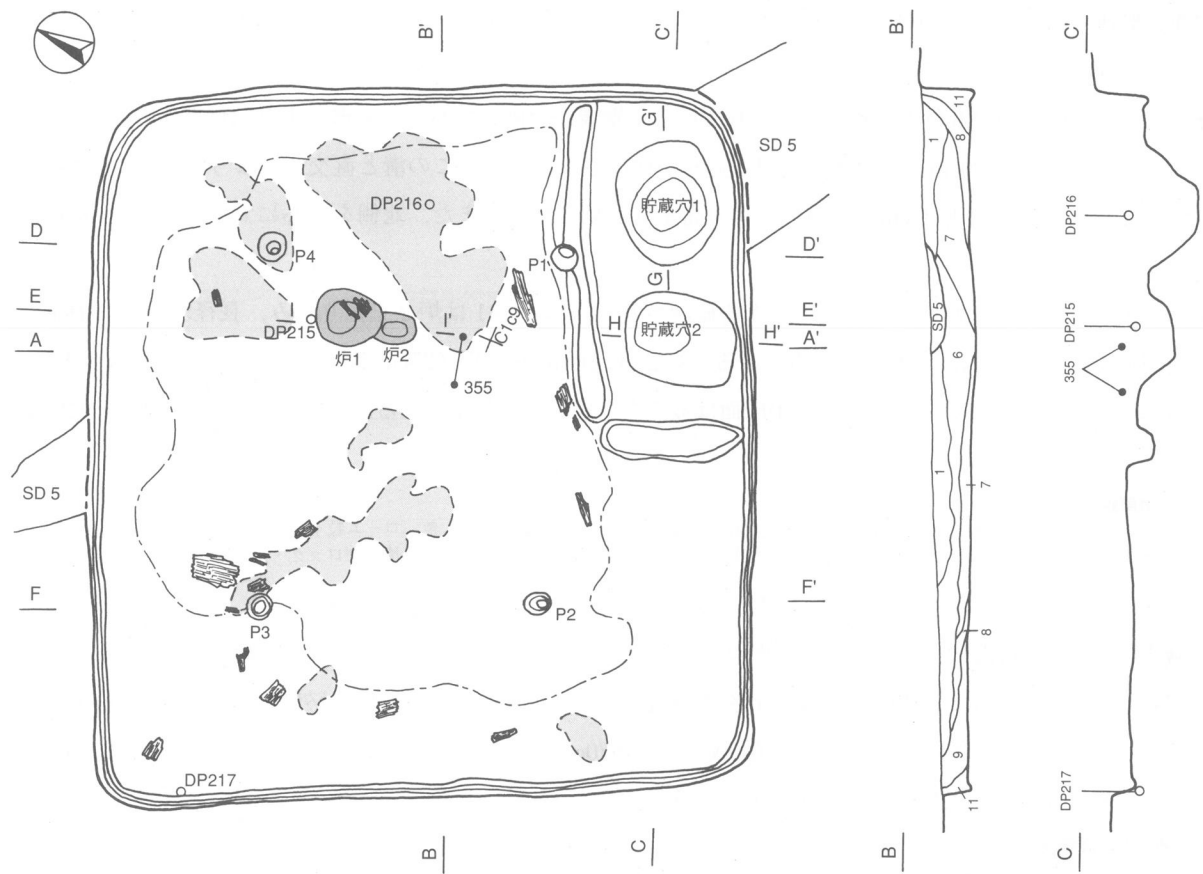 B'
C'
B'
C'
G'
SD 5
DP216
貯蔵穴1
D
D'
P4
P1
G
E
DP215
I'
IC1c9
H
貯蔵穴2
H'
E'
A
A'
炉1
炉2
355
SD 5
F
F'
P3
P2
DP217
B
C
11
8
1
7
SD 5
6
1
7
8
9
11
B
DP216
DP215
355
DP217
C